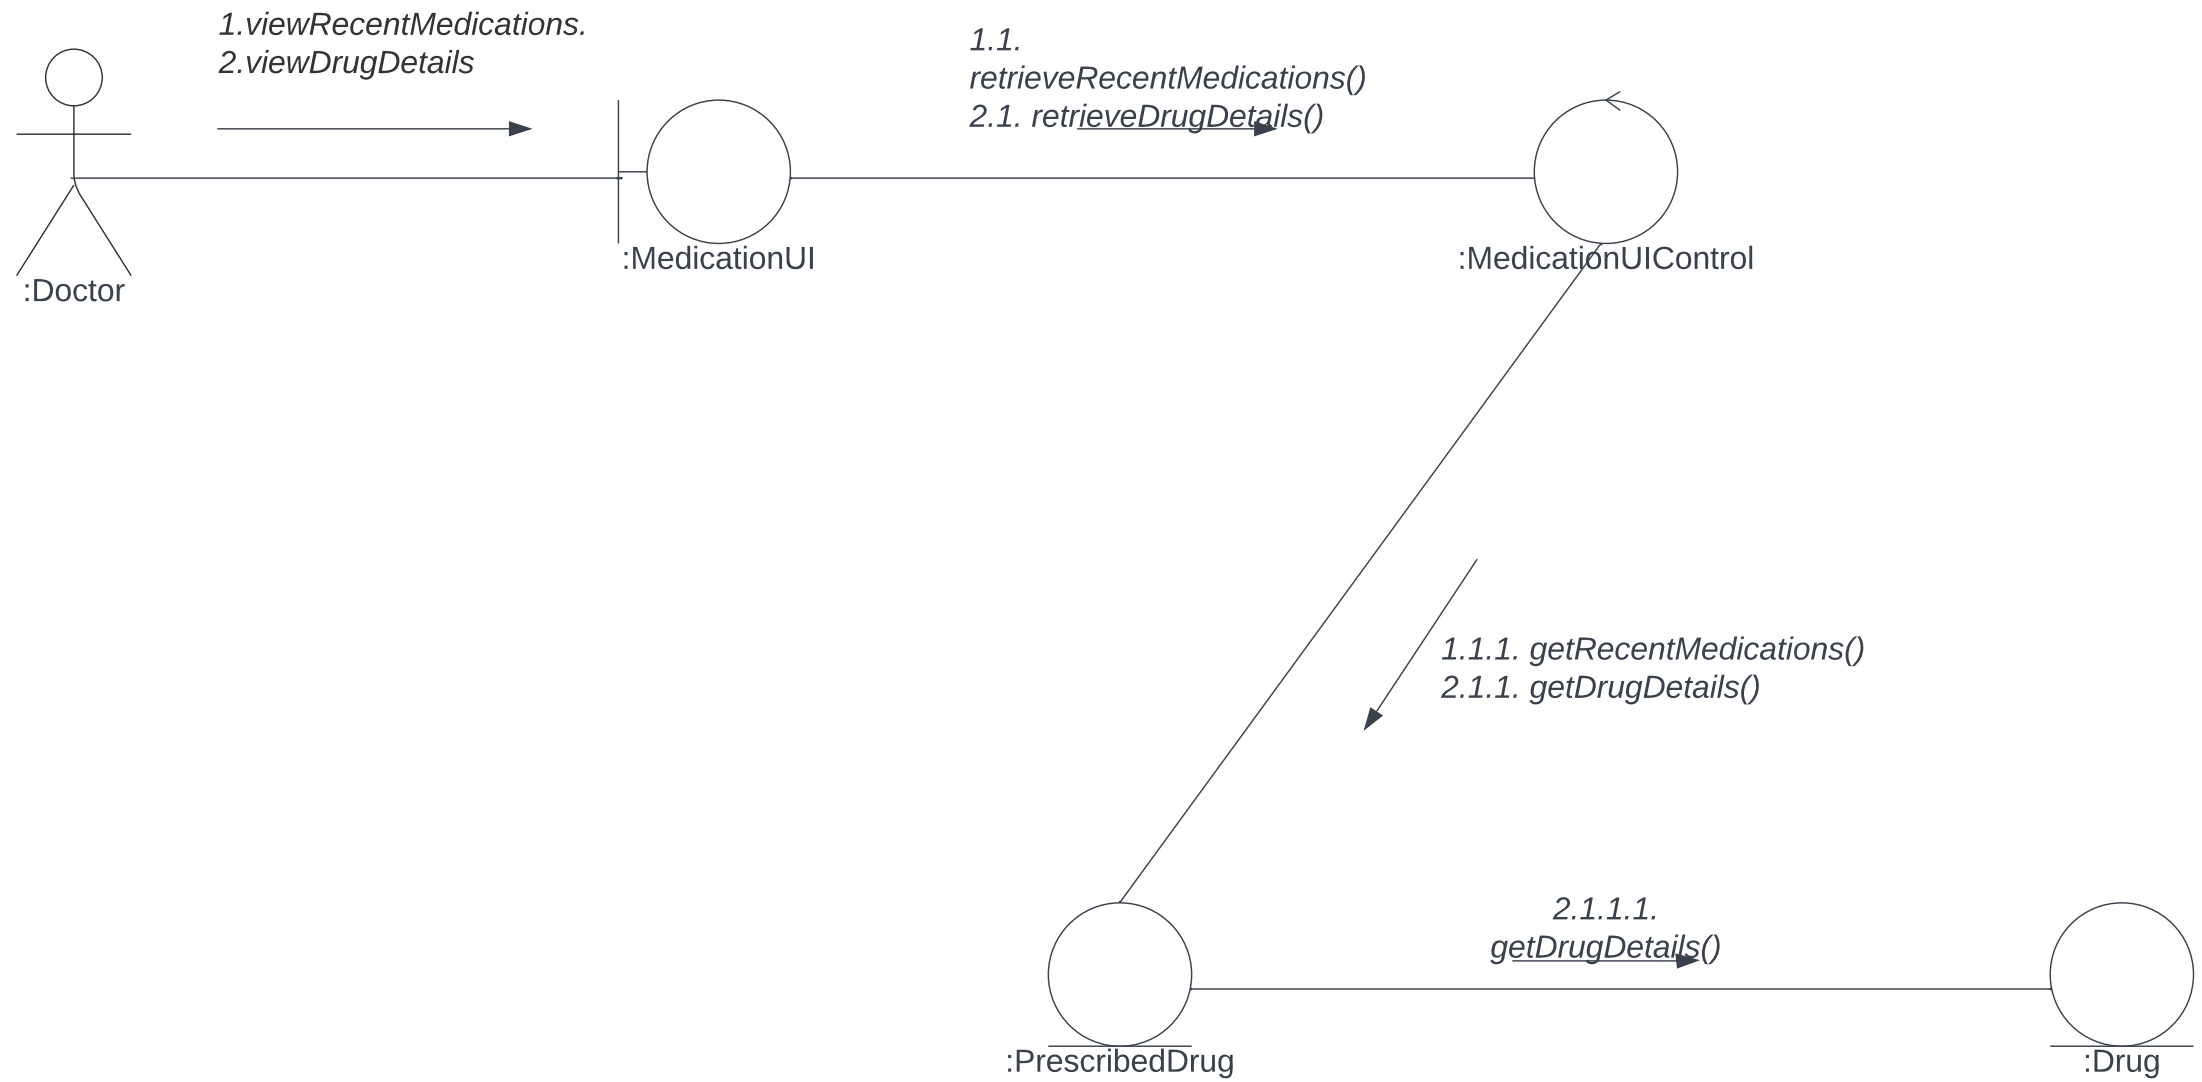 1.viewRecentMedications.
2.viewDrugDetails
1.1.
retrieveRecentMedications()
2.1. retrieveDrugDetails()
:MedicationUI
:MedicationUIControl
:Doctor
1.1.1. getRecentMedications()
2.1.1. getDrugDetails()
2.1.1.1.
getDrugDetails()
:PrescribedDrug
:Drug